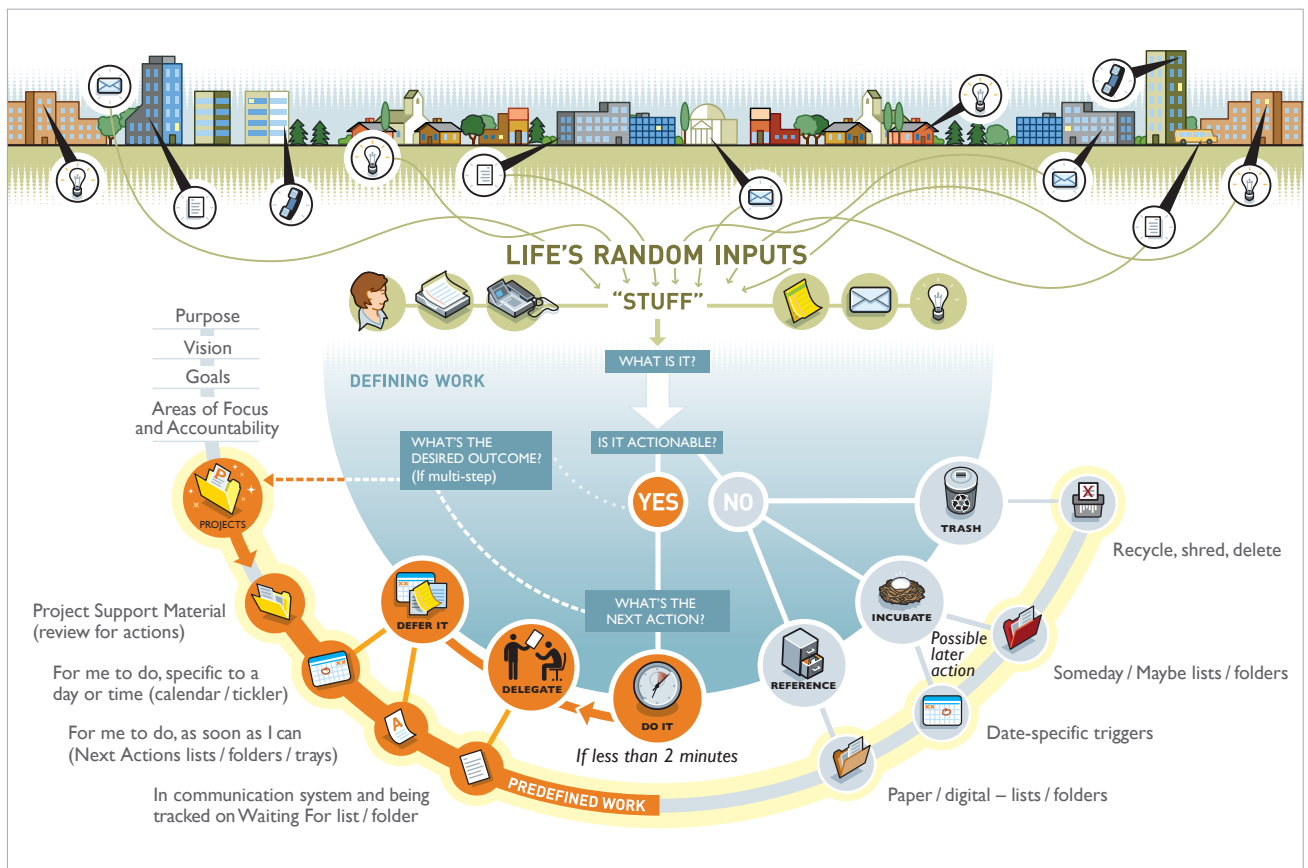 LIFE'S RANDOM INPUTS
"STUFF"
WHAT IS IT?
DEFINING WORK
Purpose
Vision
Goals
Areas of Focus
and Accountability
IS IT ACTIONABLE?
WHAT'S THE
DESIRED OUTCOME?
(If multi-step)
YES
NO
P
PROJECTS
TRASH
X
Recycle, shred, delete
Project Support Material
(review for actions)
DEFER IT
WHAT'S THE
NEXT ACTION?
INCUBATE
Possible
later
action
Someday / Maybe lists / folders
For me to do, specific to a
day or time (calendar / tickler)
DELEGATE
DO IT
REFERENCE
If less than 2 minutes
Date-specific triggers
A
For me to do, as soon as I can
(Next Actions lists / folders / trays)
In communication system and being
tracked on Waiting For list / folder
PREDEFINED WORK
Paper / digital – lists / folders